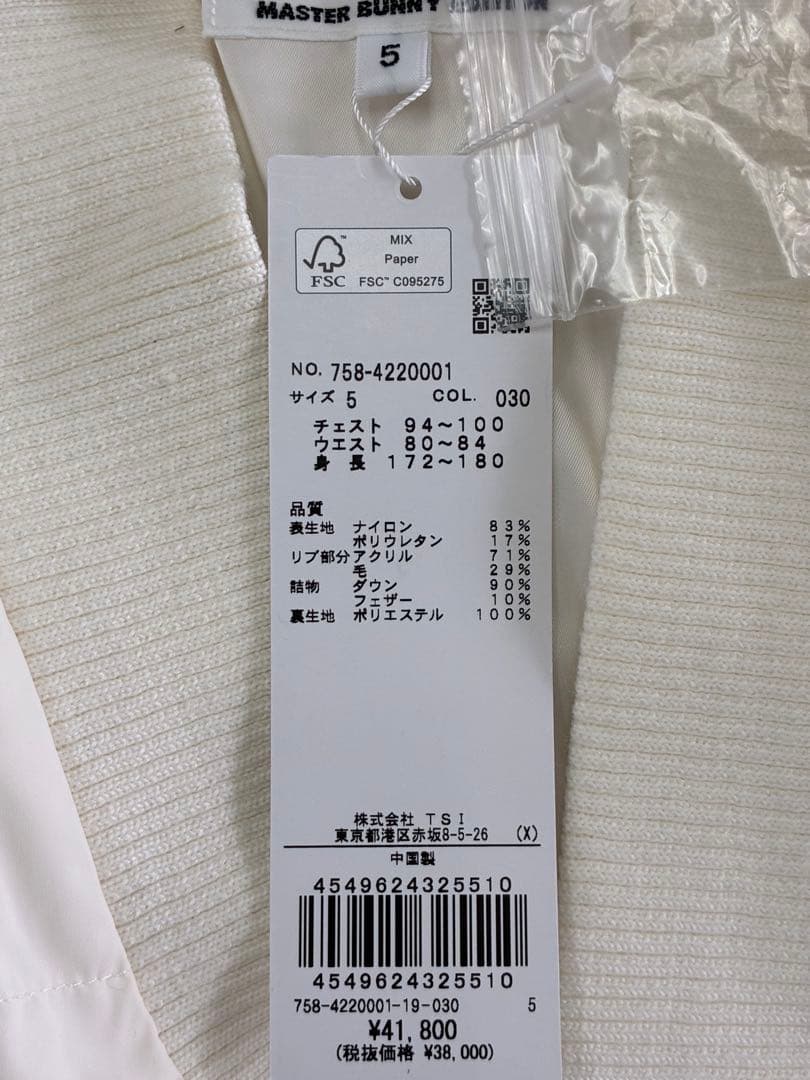 MASTER BUNNY EDITION
5
MIX
Paper
FSC™ C095275
FSC
NO. 758-4220001
サイズ 5 COL. 030
チェスト 94~100
ウエスト 80~84
身長 172~180
品質
表生地 ナイロン 83%
ポリウレタン 17%
リブ部分 アクリル 71%
毛 29%
詰物 ダウン 90%
フェザー 10%
裏生地 ポリエステル 100%
株式会社 TSI
東京都港区赤坂8-5-26 (X)
中国製
4549624325510
4549624325510
758-4220001-19-030 5
¥41,800
(税抜価格 ¥38,000)